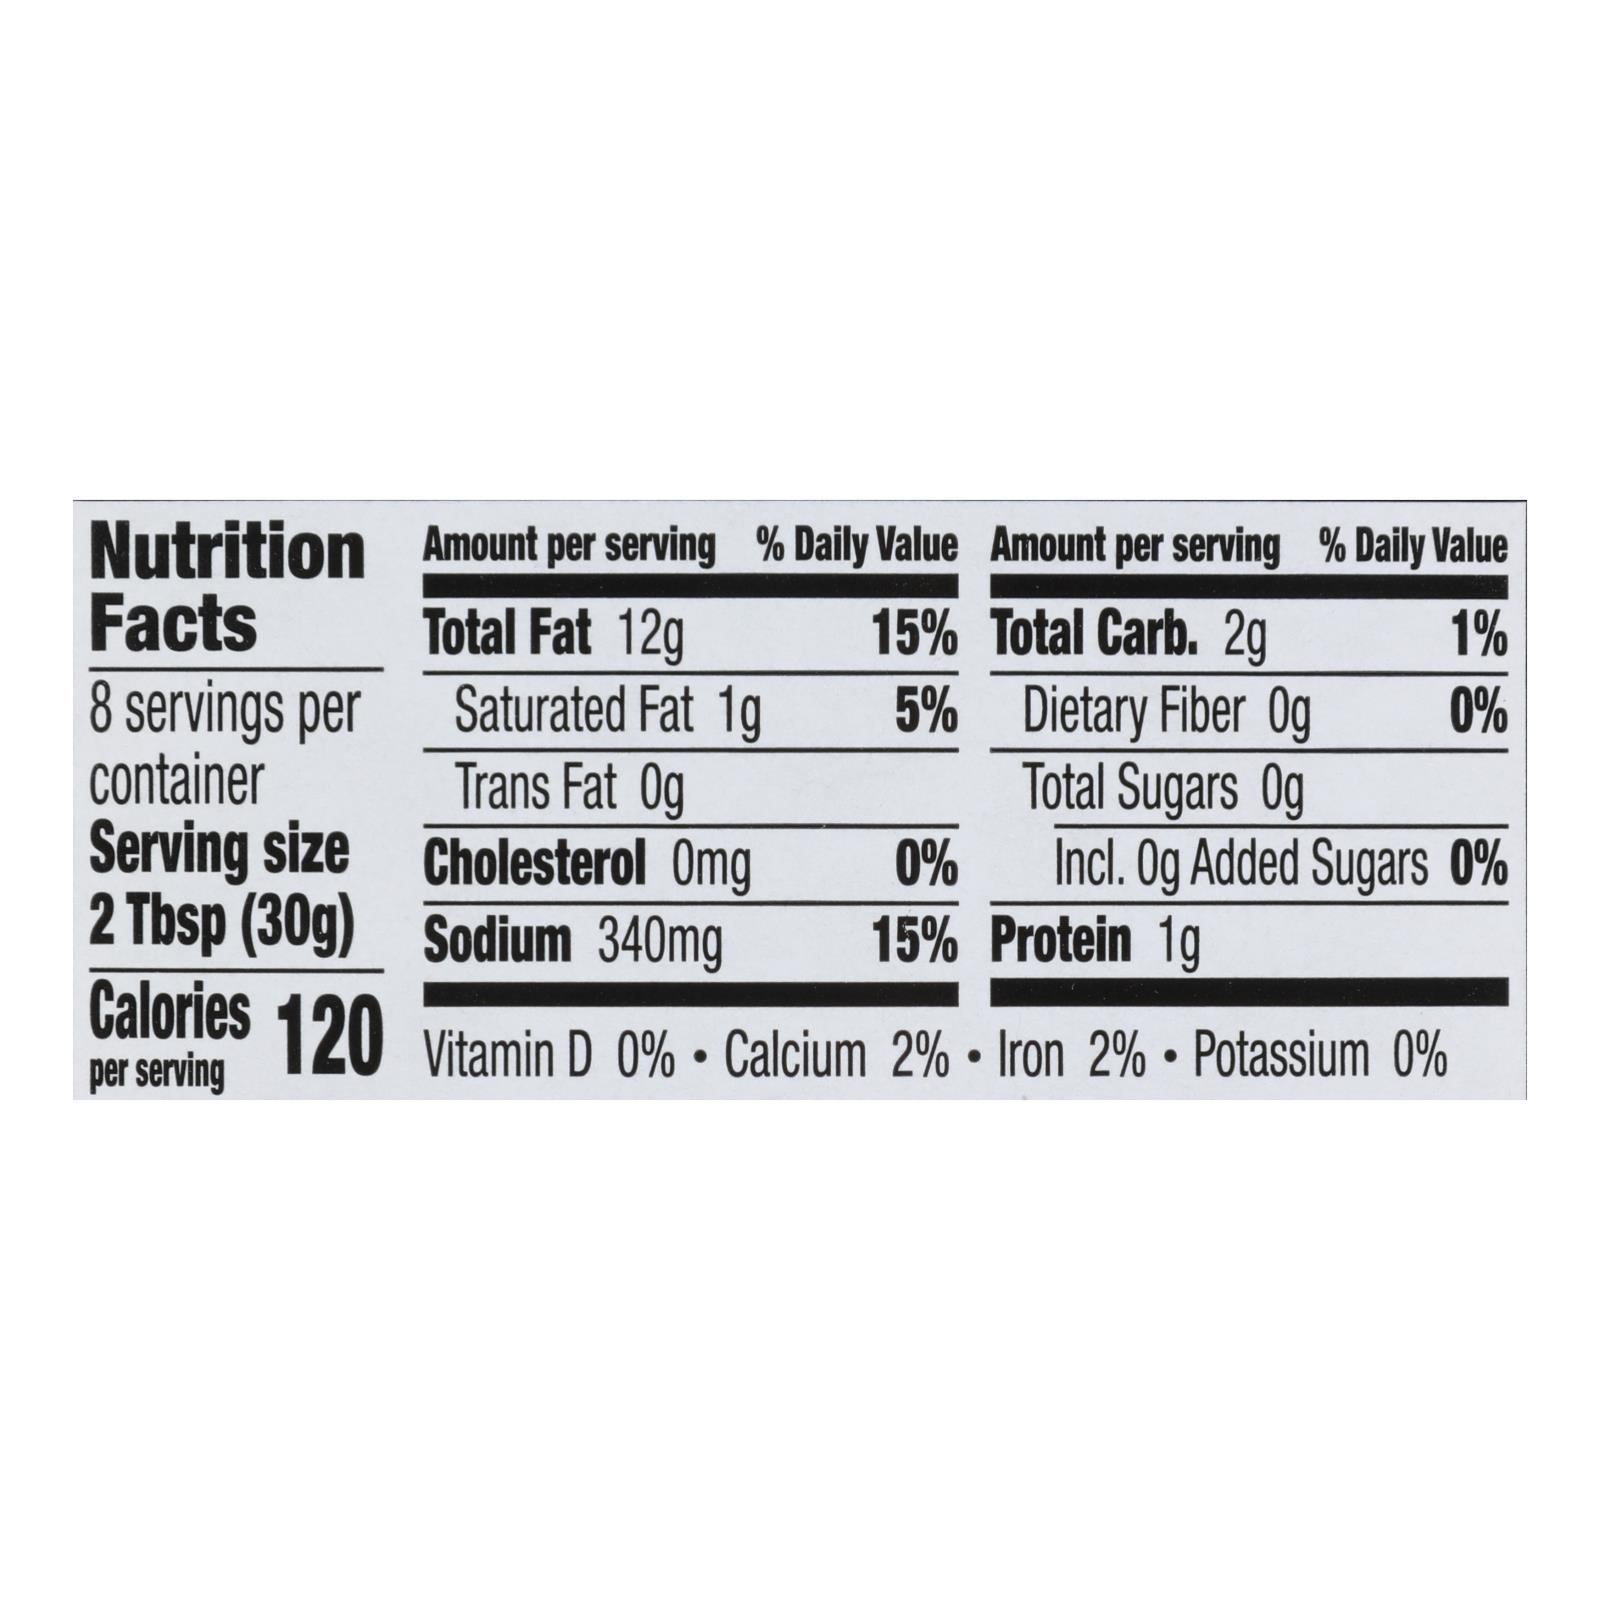 Nutrition
Facts
8 servings per
container
Serving size
2 Tbsp (30g)
Calories 120
per serving
Amount per serving % Daily Value
Total Fat 12g 15%
Saturated Fat 1g 5%
Trans Fat 0g
Cholesterol 0mg 0%
Sodium 340mg 15%
Amount per serving % Daily Value
Total Carb. 2g 1%
Dietary Fiber 0g 0%
Total Sugars 0g
Incl. 0g Added Sugars 0%
Protein 1g
Vitamin D 0% • Calcium 2% • Iron 2% • Potassium 0%